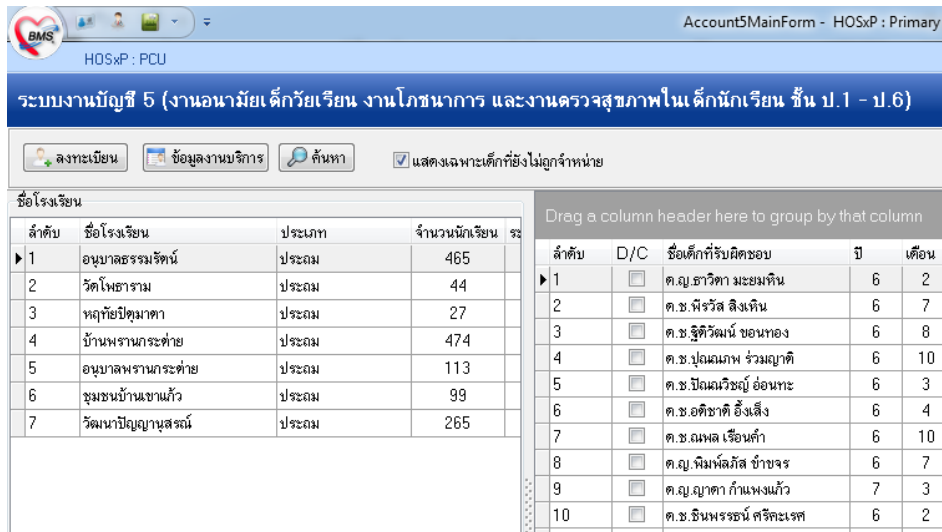 BMS
Account5MainForm - HOSxP : Primary
HOSxP : PCU
ระบบงานบัญชี 5 (งานอนามัยเด็กวัยเรียน งานโภชนาการ และงานตรวจสุขภาพในเด็กนักเรียน ชั้น ป.1 - ป.6)
ลงทะเบียน ข้อมูลงานบริการ ค้นหา แสดงเฉพาะเด็กที่ยังไม่ถูกจำหน่าย
ชื่อโรงเรียน
ลำดับ ชื่อโรงเรียน ประเภท จำนวนนักเรียน
1 อนุบาลธรรมรัตน์ ประถม 465
2 วัดโพธาราม ประถม 44
3 หฤทัยปัตุมาตา ประถม 27
4 บ้านพรานกระต่าย ประถม 474
5 อนุบาลพรานกระต่าย ประถม 113
6 ชุมชนบ้านเขาแก้ว ประถม 99
7 วัฒนาปัญญานุสรณ์ ประถม 265
Drag a column header here to group by that column
ลำดับ D/C ชื่อเด็กที่รับผิดชอบ ปี เดือน
1 ด.ญ.ธาวิตา มะยมหิน 6 2
2 ด.ช.พีรวัส สิงเหิน 6 7
3 ด.ช.ฐิติวัฒน์ ขอนทอง 6 8
4 ด.ช.ปุณณภพ ร่วมญาติ 6 10
5 ด.ช.ปัณณวิชญ์ อ่อนทะ 6 3
6 ด.ช.อติชาติ อึ้งเส็ง 6 4
7 ด.ช.ณพล เรือนคำ 6 10
8 ด.ญ.พิมพ์ลภัส ขำขจร 6 7
9 ด.ญ.ญาดา กำแพงแก้ว 7 3
10 ด.ช.ชินพรรธน์ ศรีคะเรศ 6 2